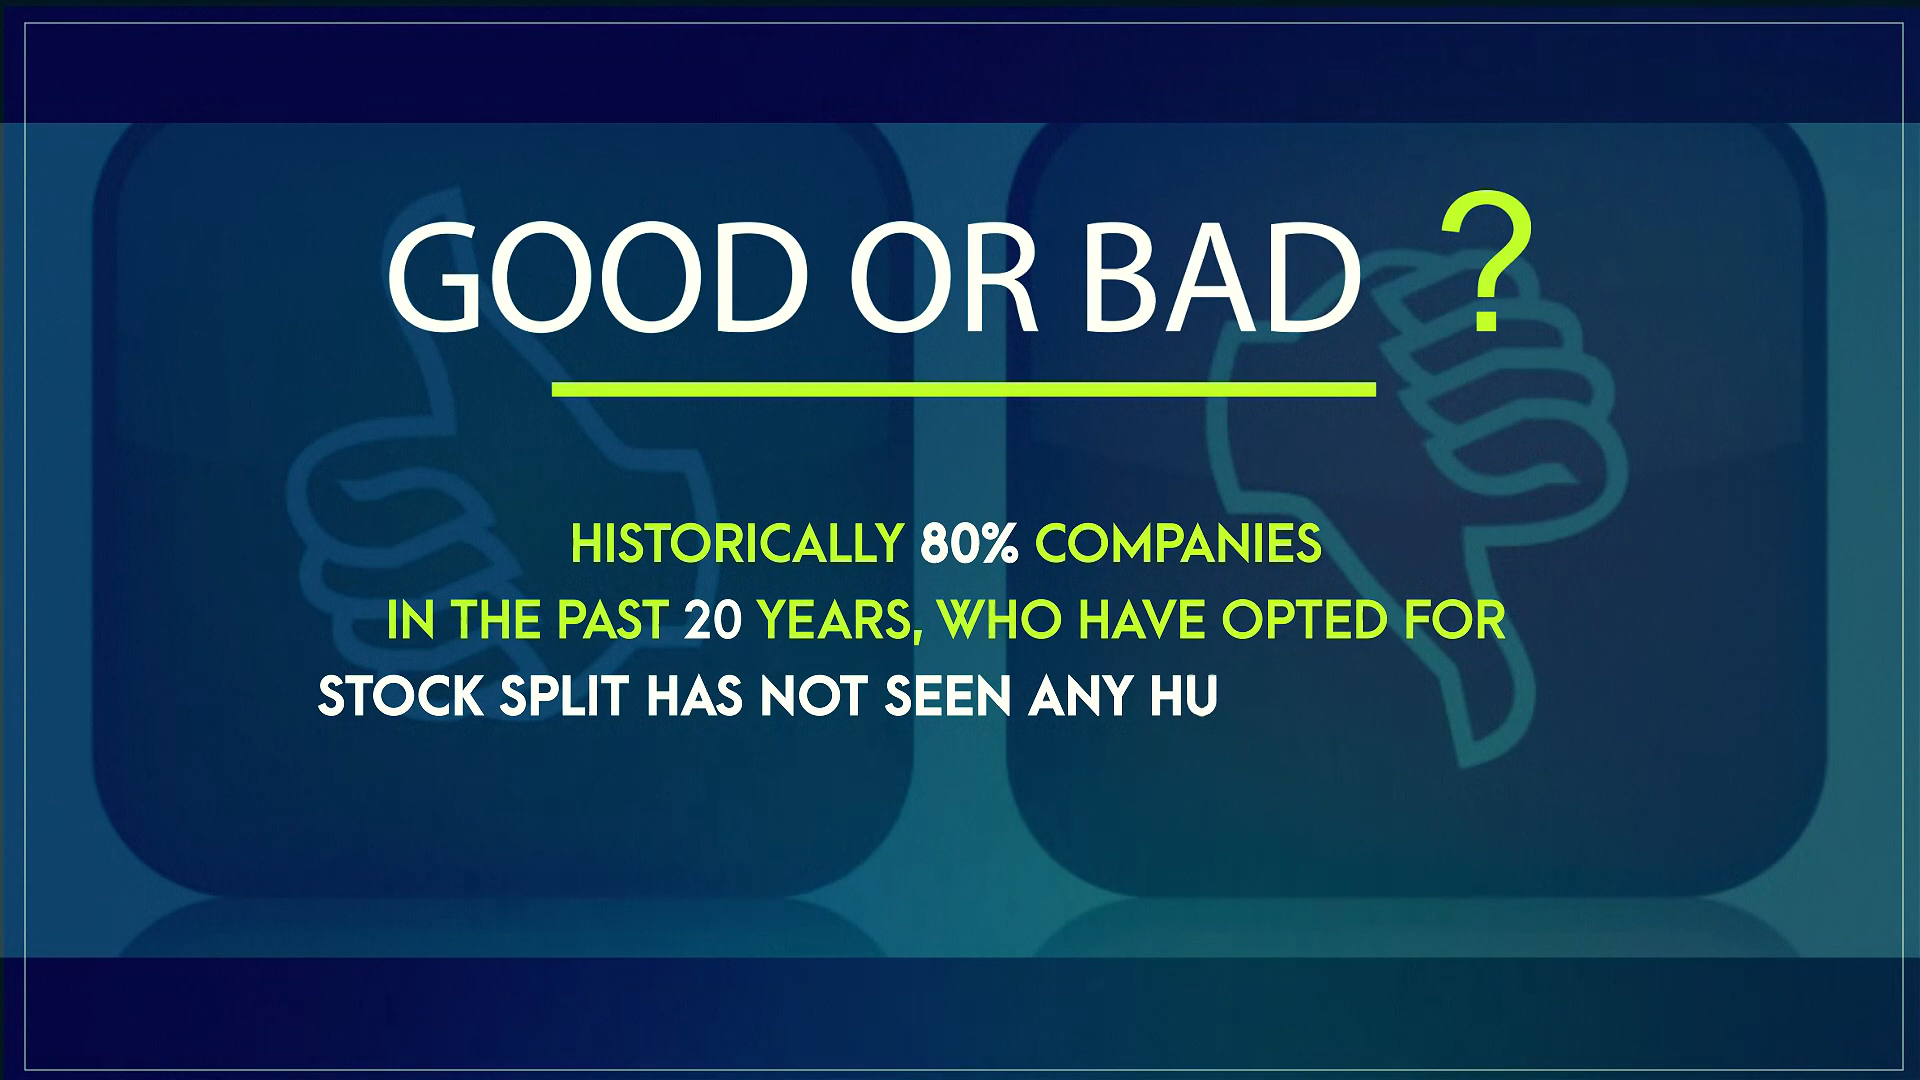 GOOD OR BAD ?
HISTORICALLY 80% COMPANIES
IN THE PAST 20 YEARS, WHO HAVE OPTED FOR
STOCK SPLIT HAS NOT SEEN ANY HU